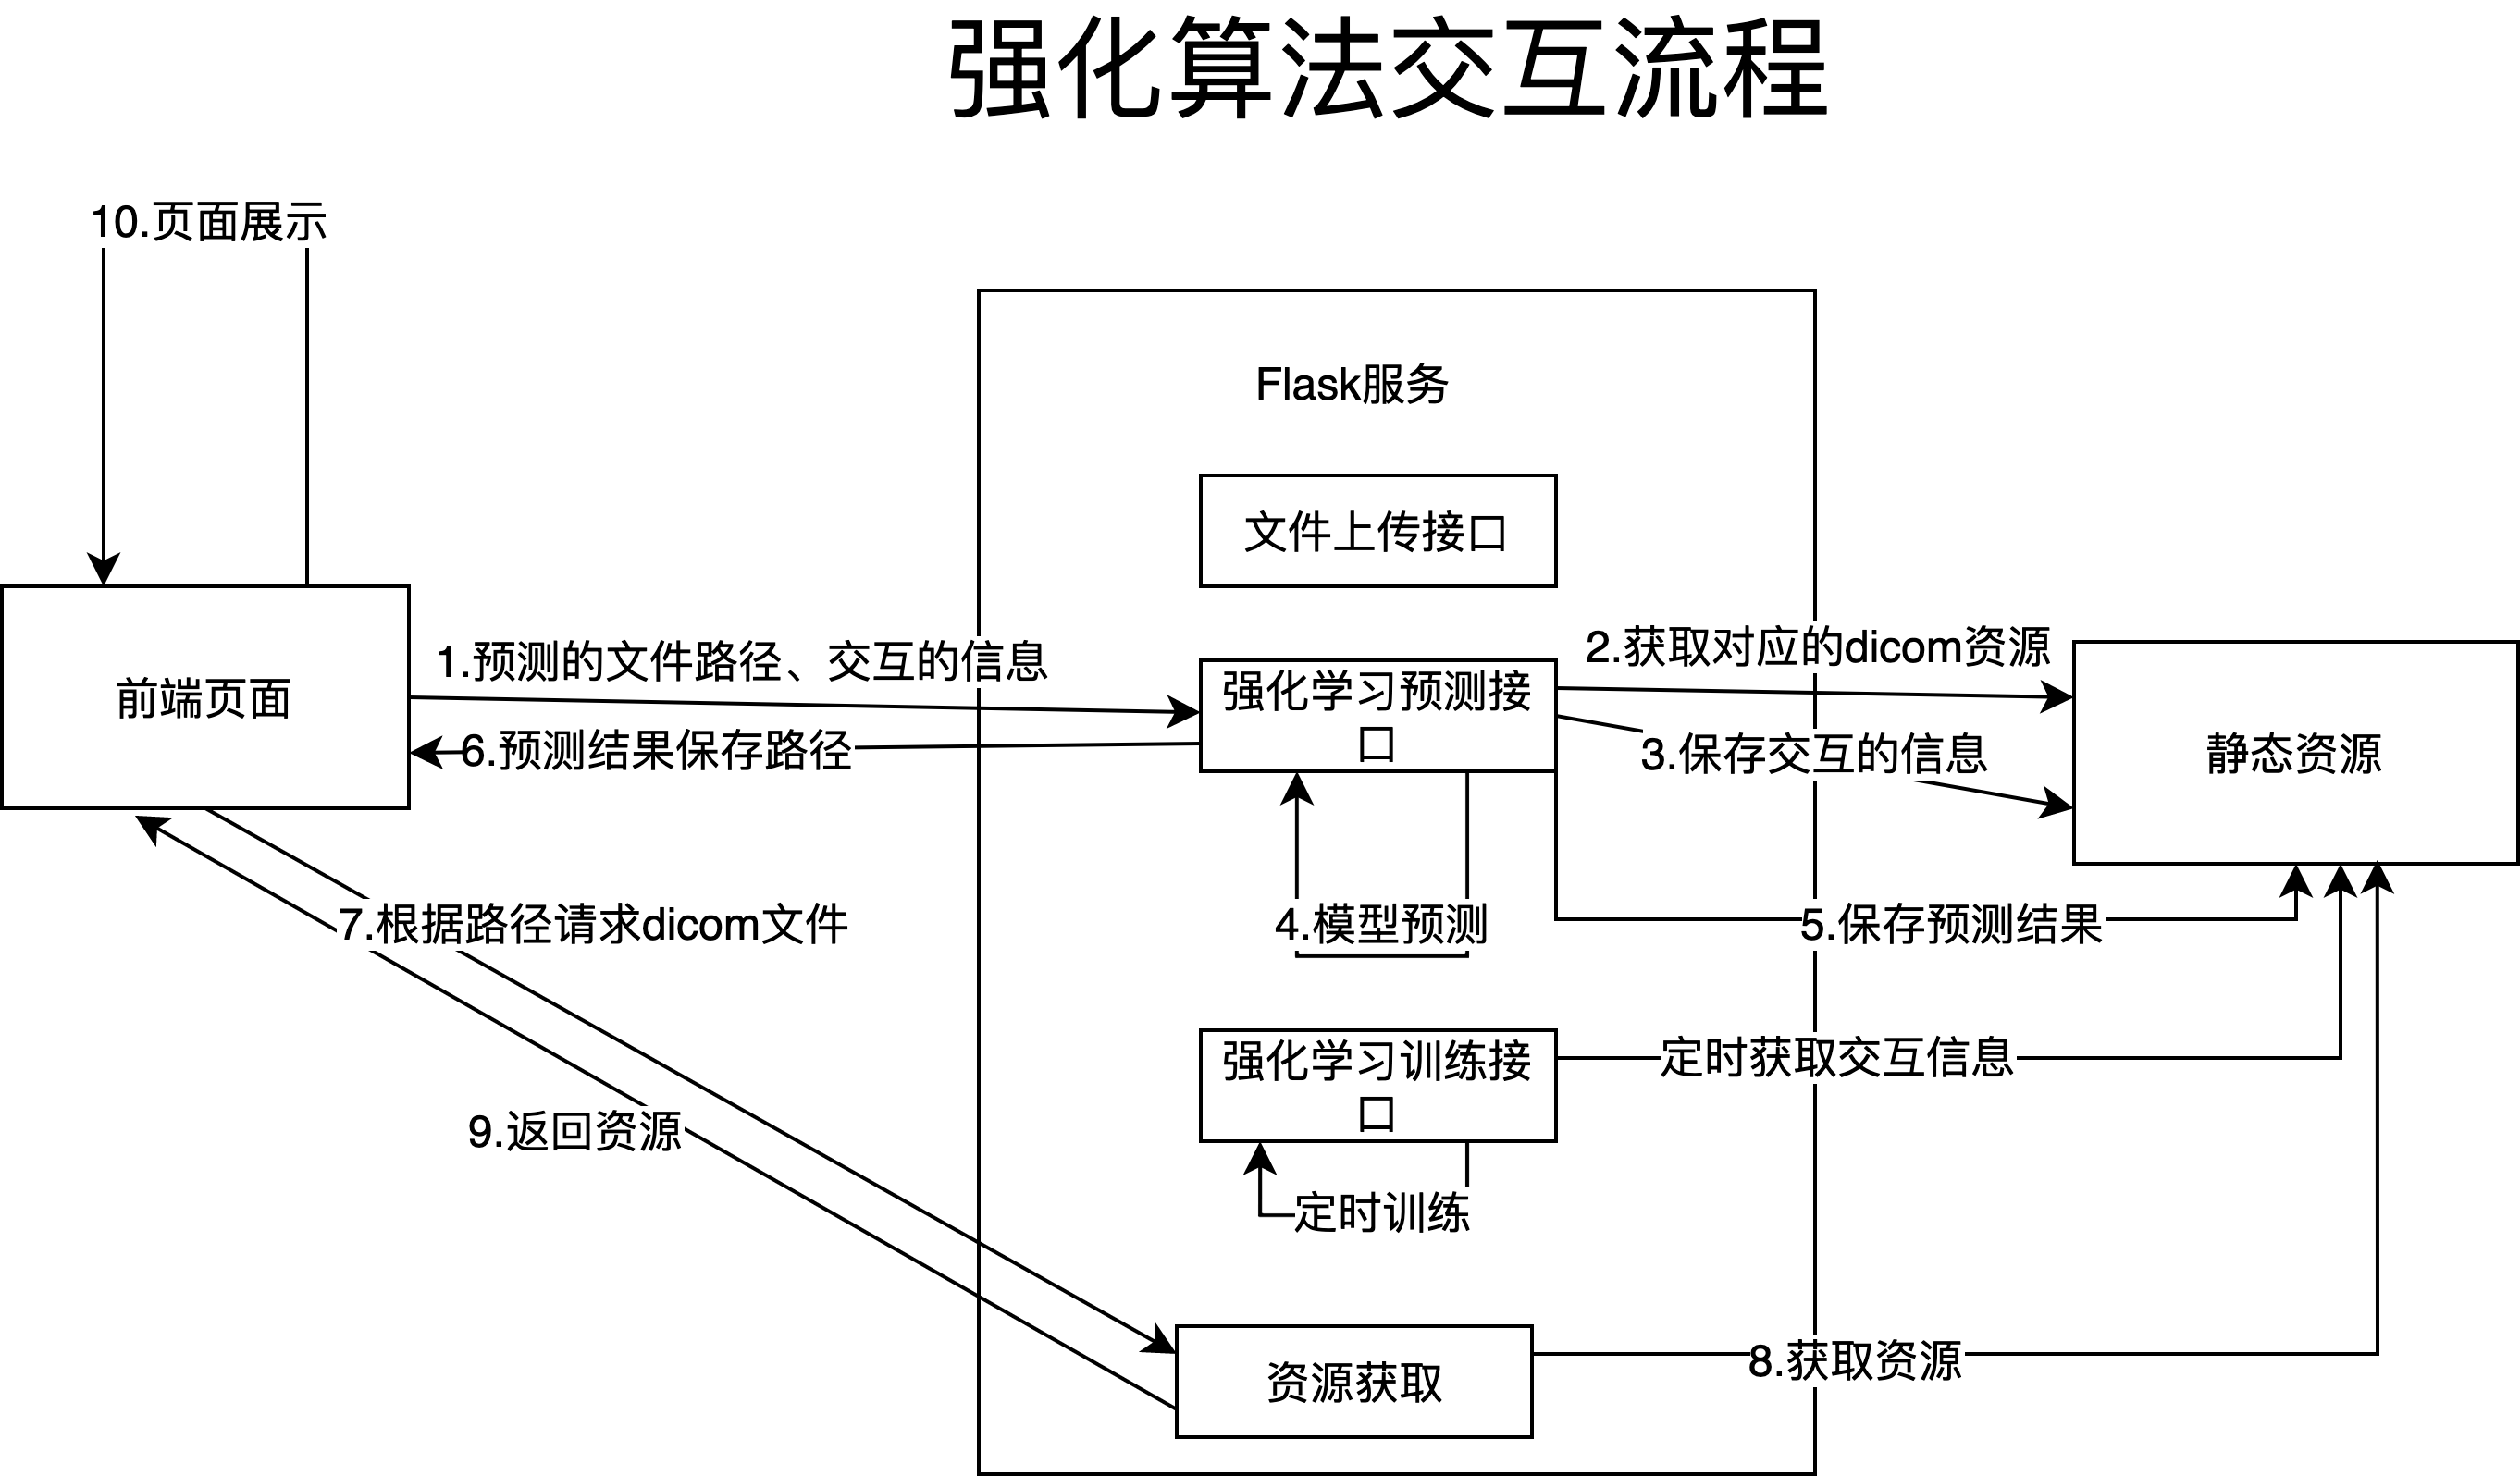 强化算法交互流程
10.页面展示
Flask服务
文件上传接口
1.预测的文件路径、交互的信息
2.获取对应的dicom资源
前端页面
强化学习预测接
口
6.预测结果保存路径
3.保存交互的信息
静态资源
7.根据路径请求dicom文件
4.模型预测
5.保存预测结果
强化学习训练接
口
定时获取交互信息
9.返回资源
定时训练
资源获取
8.获取资源